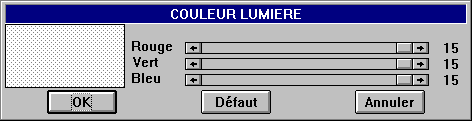 COULEUR LUMIERE
Rouge 15
Vert 15
Bleu 15
OK Défaut Annuler